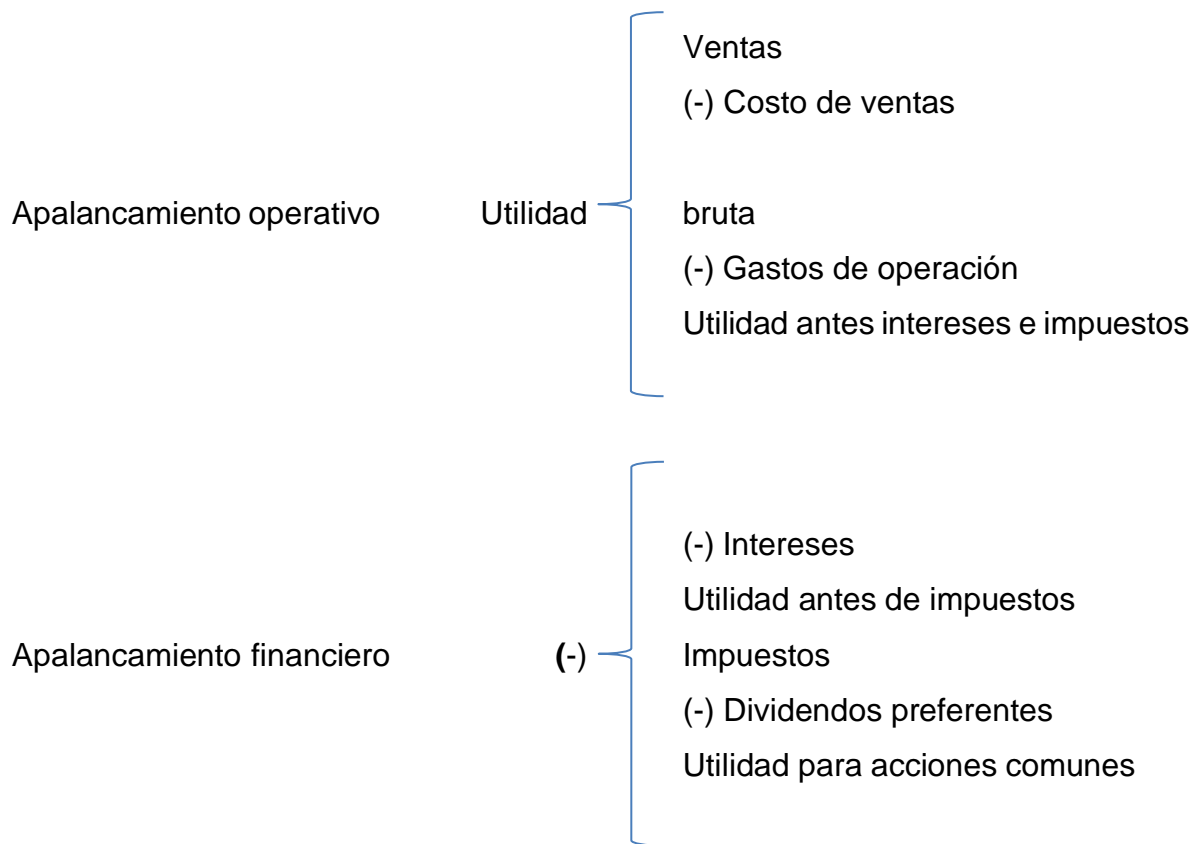 Ventas
(-) Costo de ventas
Apalancamiento operativo Utilidad bruta
(-) Gastos de operación
Utilidad antes intereses e impuestos
(-) Intereses
Utilidad antes de impuestos
Apalancamiento financiero (-) Impuestos
(-) Dividendos preferentes
Utilidad para acciones comunes